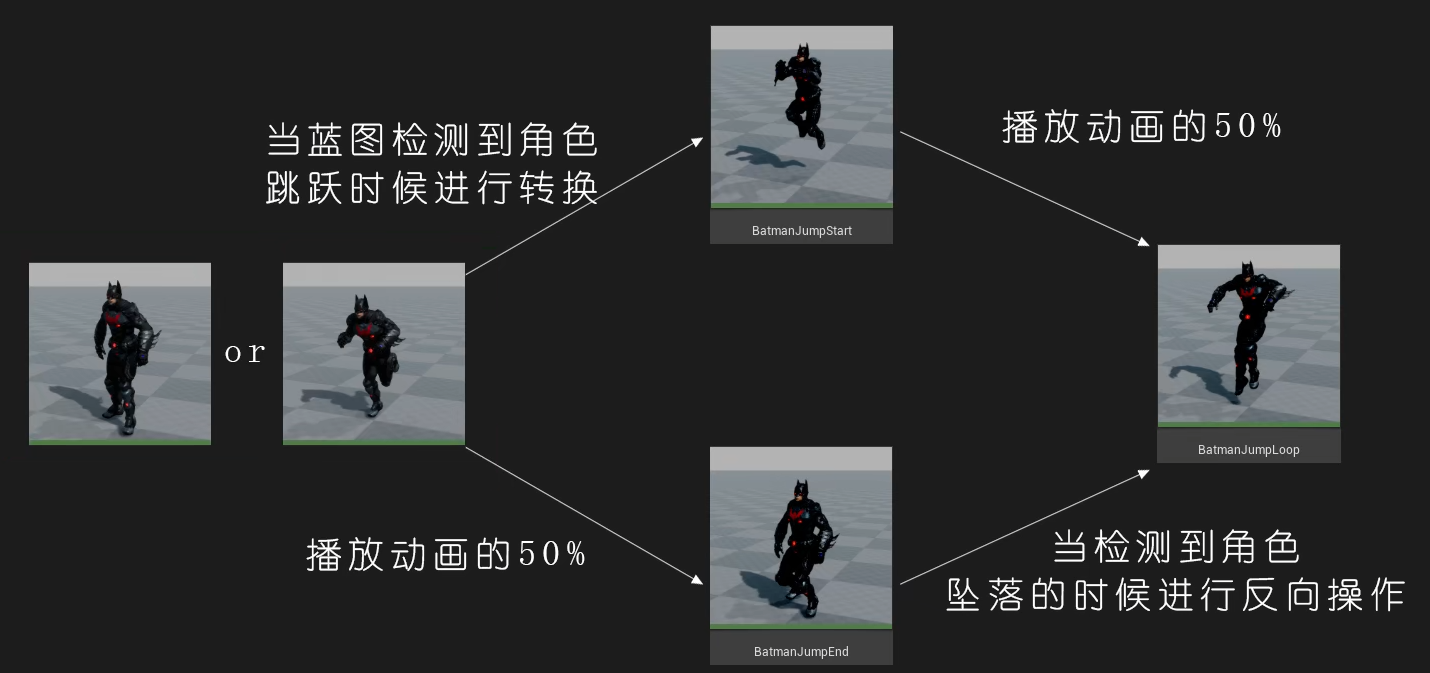 当蓝图检测到角色
跳跃时候进行转换
播放动画的50%
BatmanJumpStart
or
BatmanJumpLoop
播放动画的50%
当检测到角色
坠落的时候进行反向操作
BatmanJumpEnd